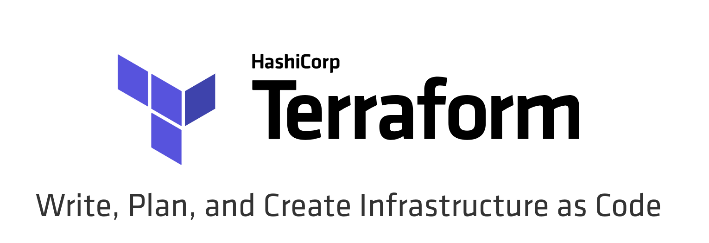 HashiCorp
Terraform
Write, Plan, and Create Infrastructure as Code